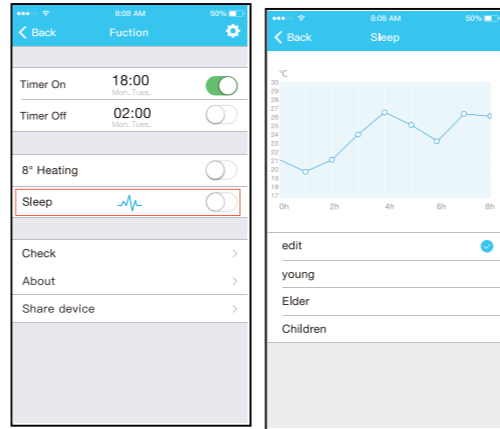 8:08 AM
50%
Back
Fuction
Timer On
18:00
Mon. Tues.
Timer Off
02:00
Mon. Tues.
8° Heating
Sleep
Check
About
Share device
8:08 AM
50%
Back
Sleep
℃
30
29
28
27
26
25
24
23
22
21
20
19
18
17
0h 2h 4h 6h 8h
edit
young
Elder
Children